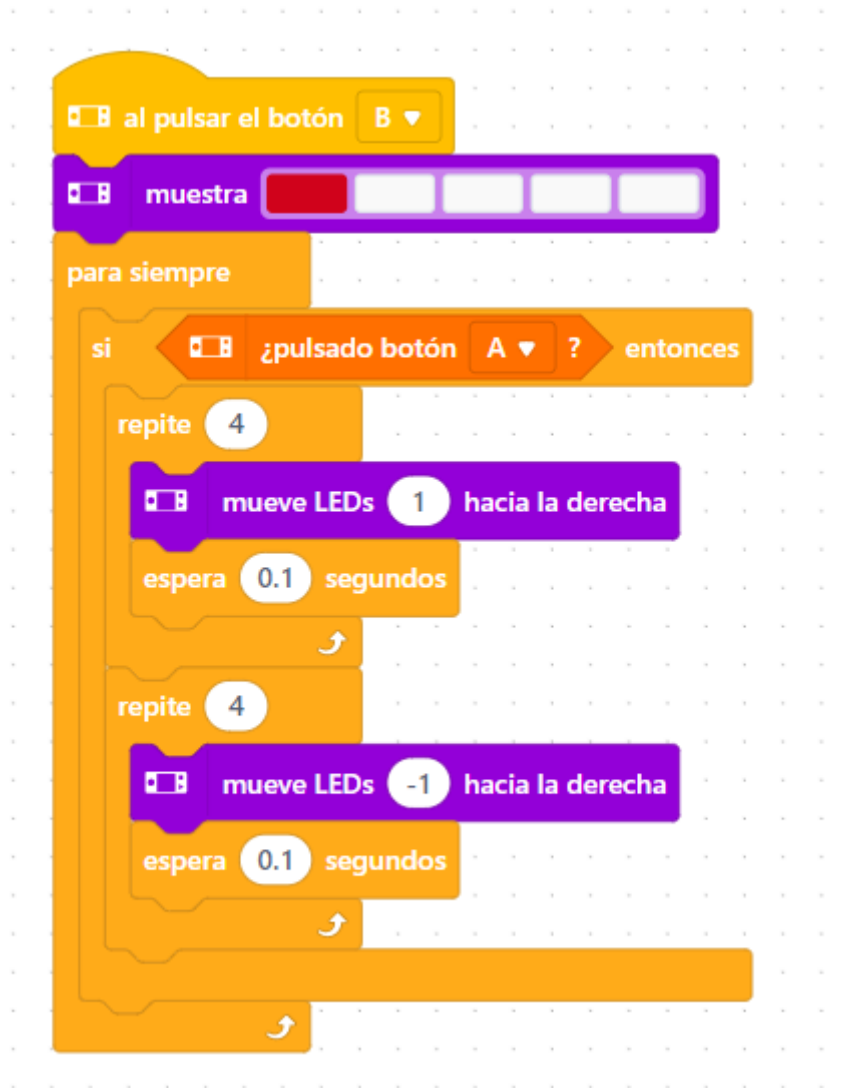 al pulsar el botón B
muestra
para siempre
si ¿pulsado botón A ? entonces
repite 4
mueve LEDs 1 hacia la derecha
espera 0.1 segundos
repite 4
mueve LEDs -1 hacia la derecha
espera 0.1 segundos